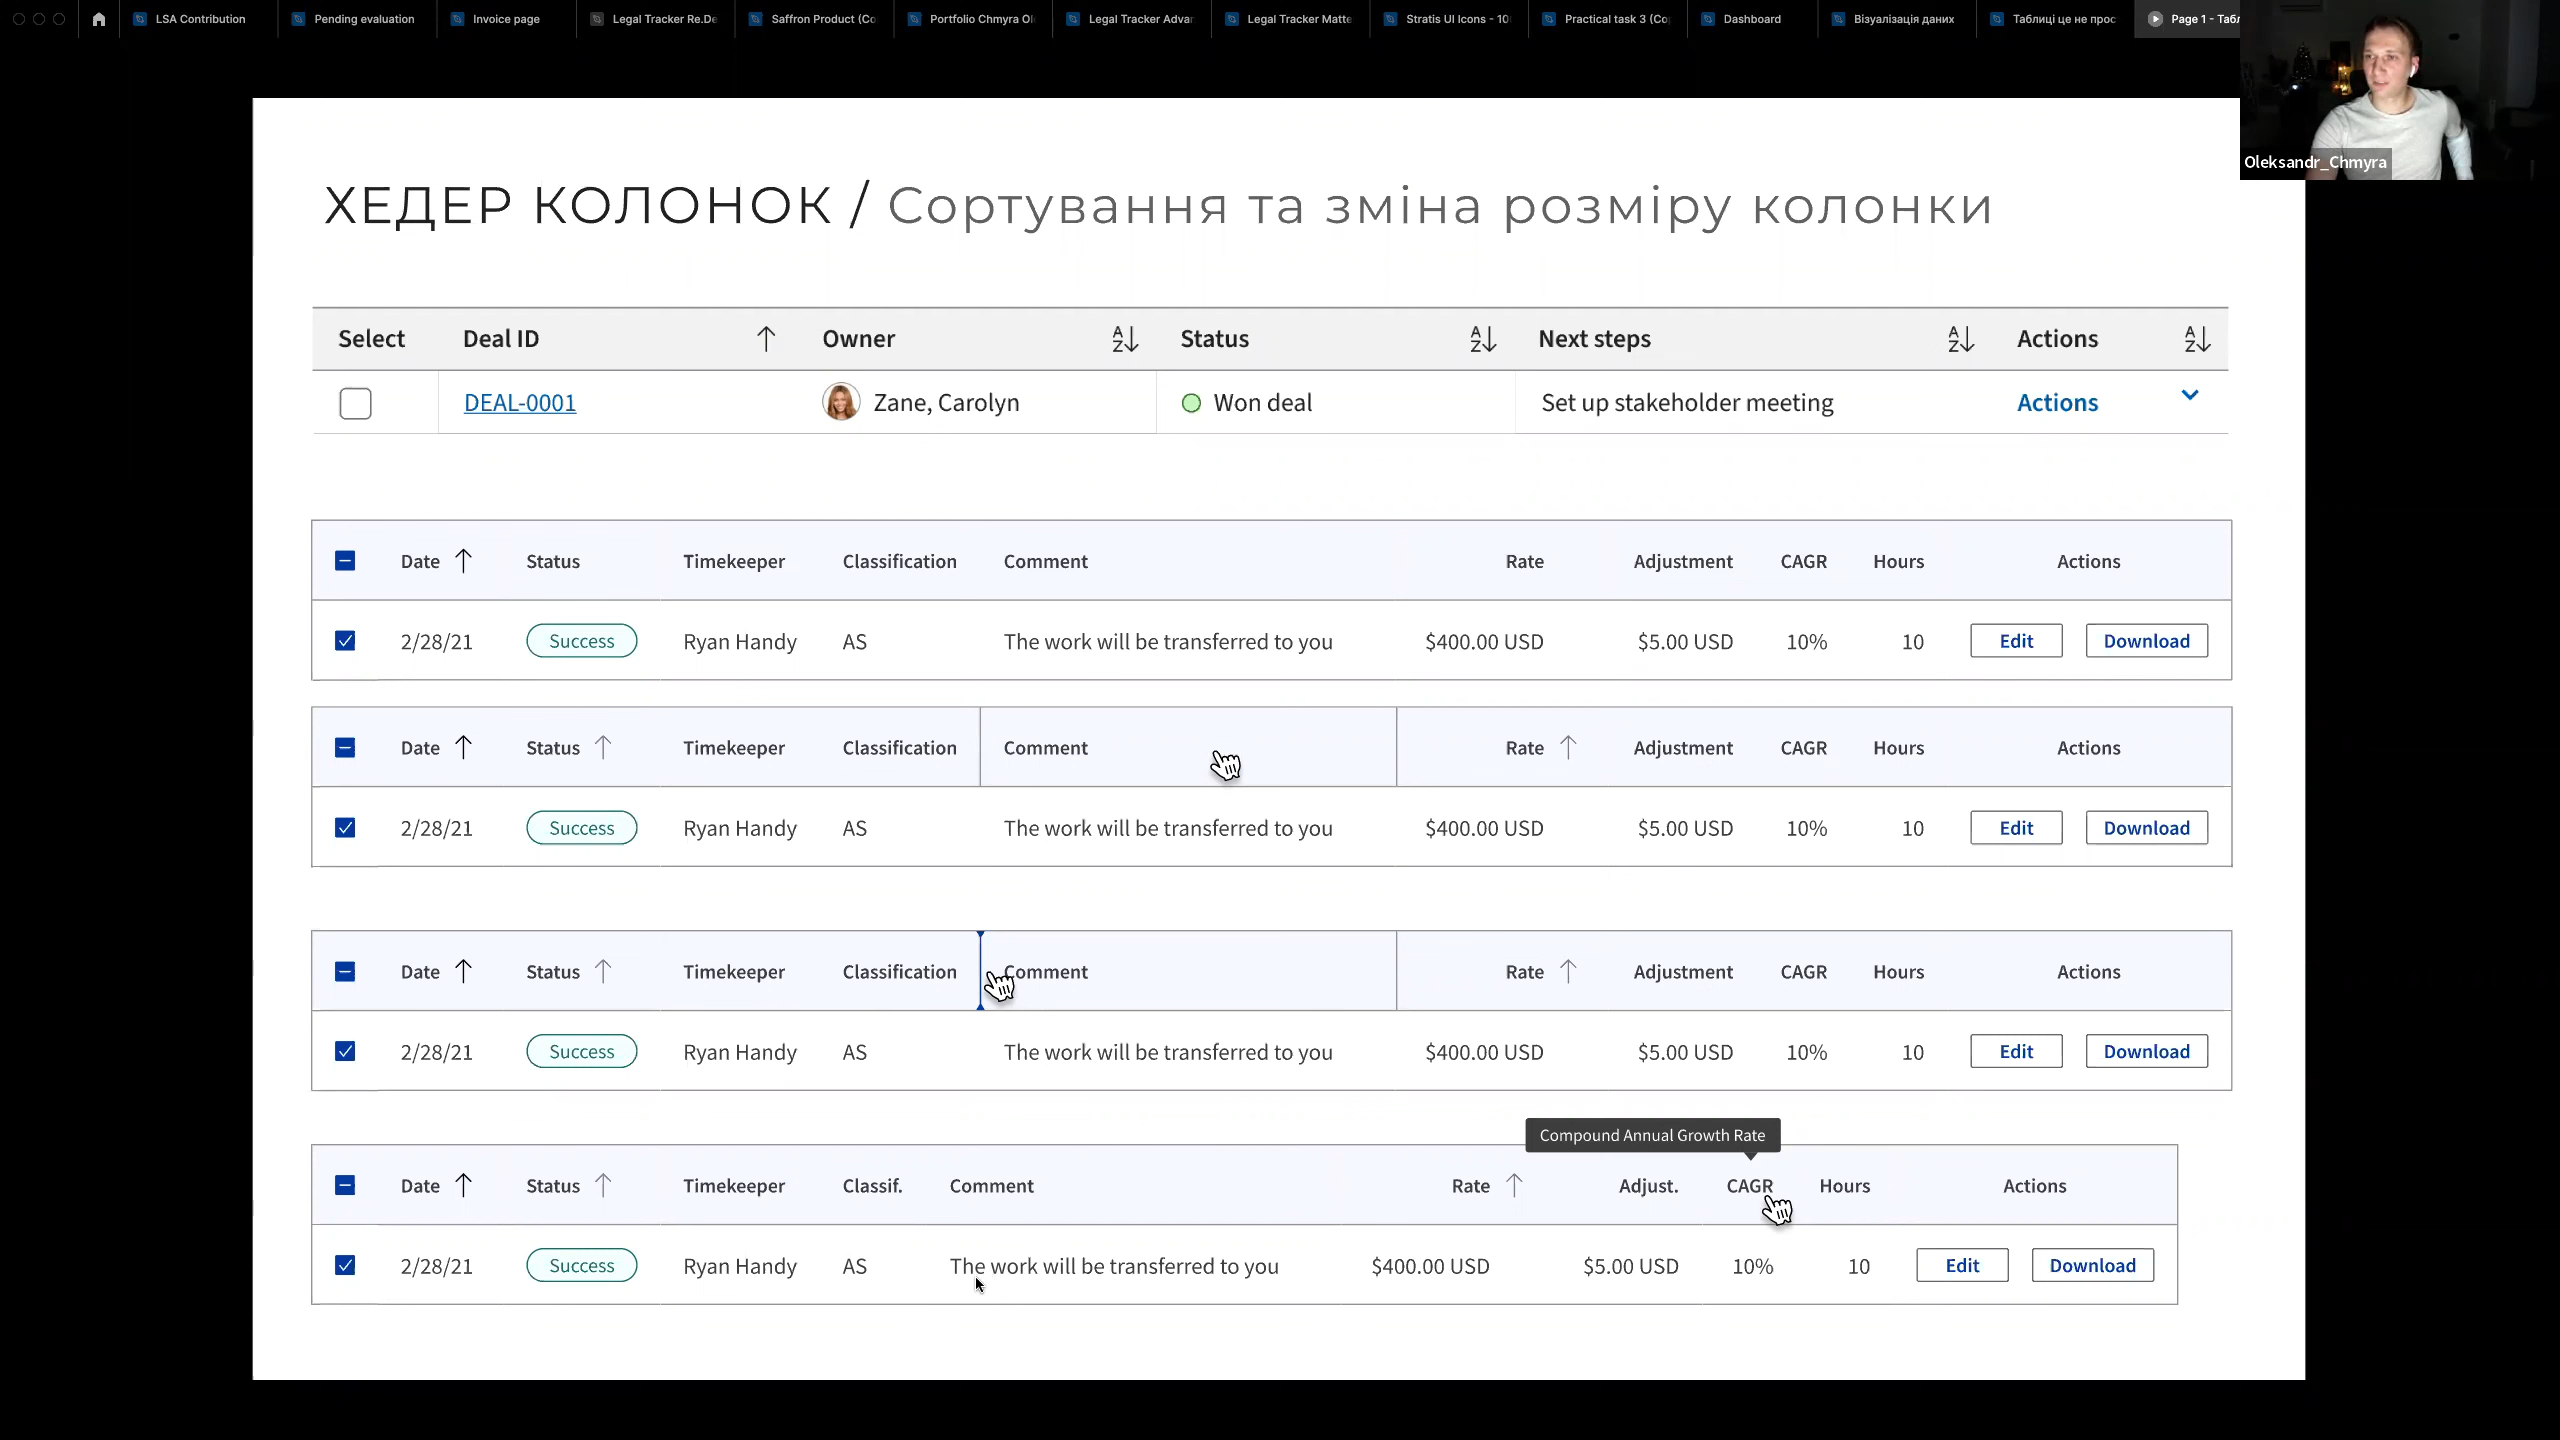 LSA Contribution Pending evaluation Invoice page Legal Tracker Re.De Saffron Product (Co Portfolio Chmyra Ol Legal Tracker Advar Legal Tracker Matte Stratis UI Icons - 10 Practical task 3 (Co Dashboard Візуалізація даних Таблиці це не прос Page 1 - Табл
Oleksandr_Chmyra
ХЕДЕР КОЛОНОК / Сортування та зміна розміру колонки
Select Deal ID Owner A Z Status A Z Next steps A Z Actions A Z
DEAL-0001 Zane, Carolyn Won deal Set up stakeholder meeting Actions
Date Status Timekeeper Classification Comment Rate Adjustment CAGR Hours Actions
2/28/21 Success Ryan Handy AS The work will be transferred to you $400.00 USD $5.00 USD 10% 10 Edit Download
Date Status Timekeeper Classification Comment Rate Adjustment CAGR Hours Actions
2/28/21 Success Ryan Handy AS The work will be transferred to you $400.00 USD $5.00 USD 10% 10 Edit Download
Date Status Timekeeper Classification Comment Rate Adjustment CAGR Hours Actions
2/28/21 Success Ryan Handy AS The work will be transferred to you $400.00 USD $5.00 USD 10% 10 Edit Download
Compound Annual Growth Rate
Date Status Timekeeper Classif. Comment Rate Adjust. CAGR Hours Actions
2/28/21 Success Ryan Handy AS The work will be transferred to you $400.00 USD $5.00 USD 10% 10 Edit Download